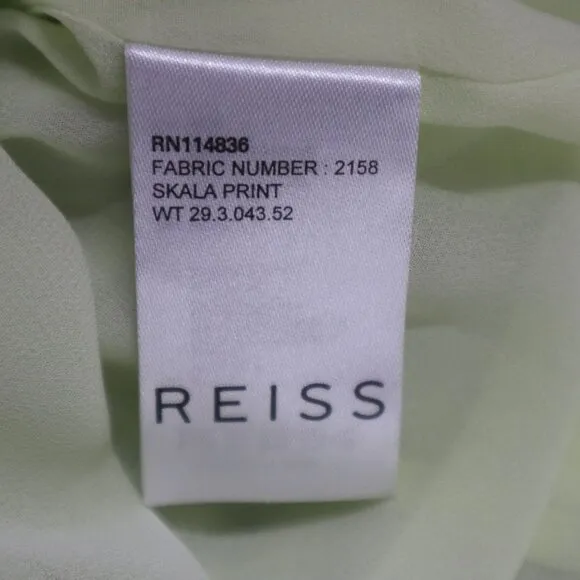 RN114836
FABRIC NUMBER : 2158
SKALA PRINT
WT 29.3.043.52
REISS